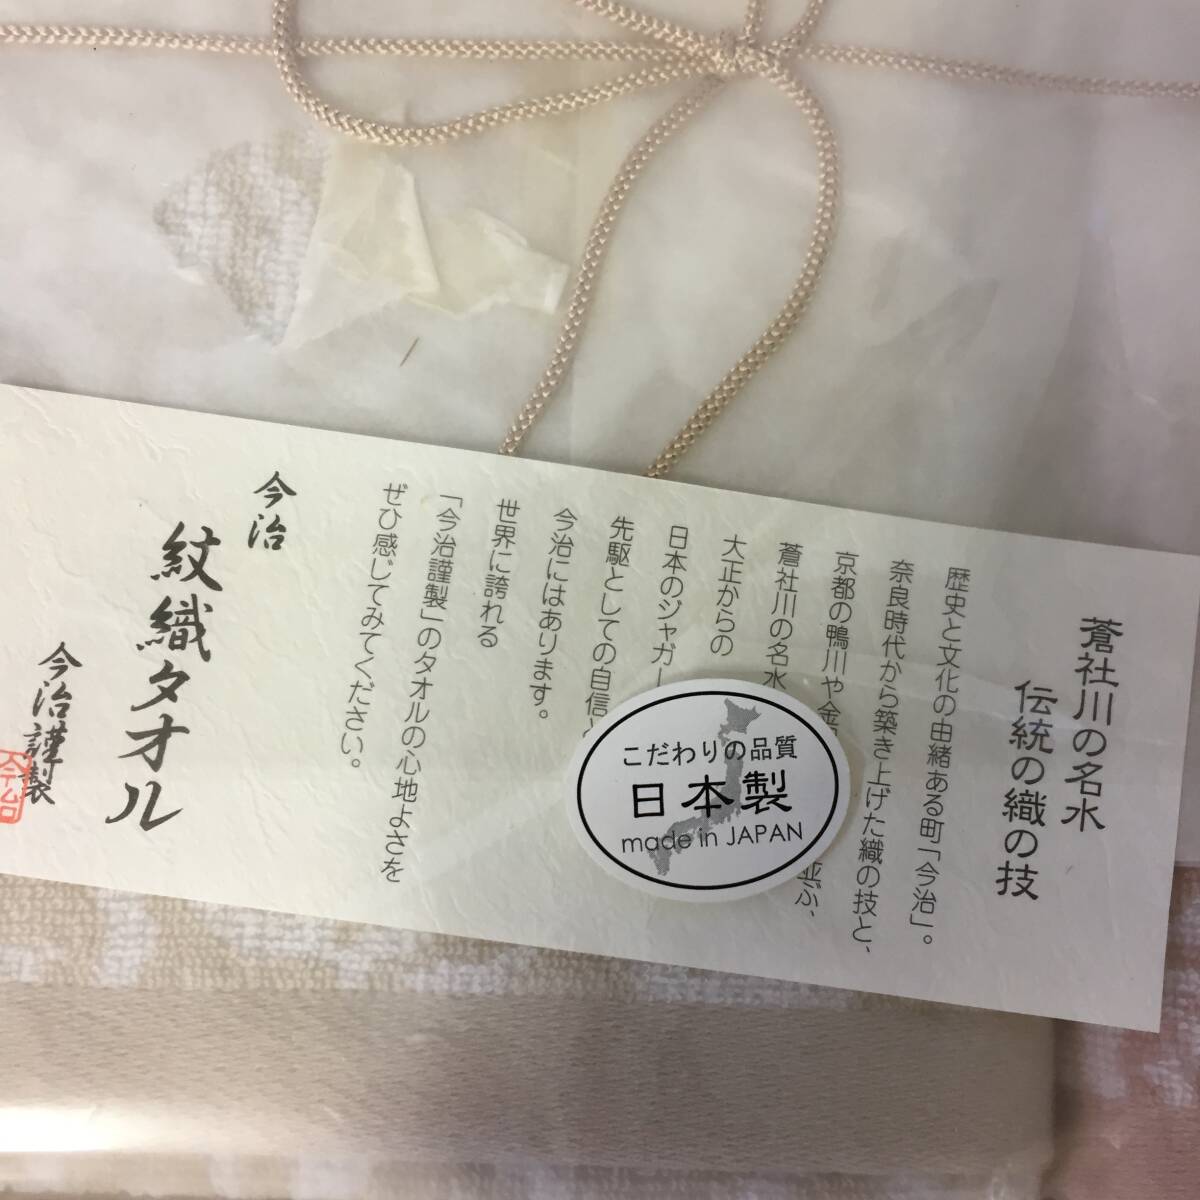 蒼社川の名水
伝統の織の技
歴史と文化の由緒ある町「今治」。
奈良時代から築き上げた織の技と、
京都の鴨川や金
並ぶ、
蒼社川の名水
大正からの
日本のジャガー
先駆としての自信
今治にはあります。
世界に誇れる
「今治謹製」のタオルの心地よさを
ぜひ感じてみてください。
今治
紋織タオル
今治謹製
今治
こだわりの品質
日本製
made in JAPAN